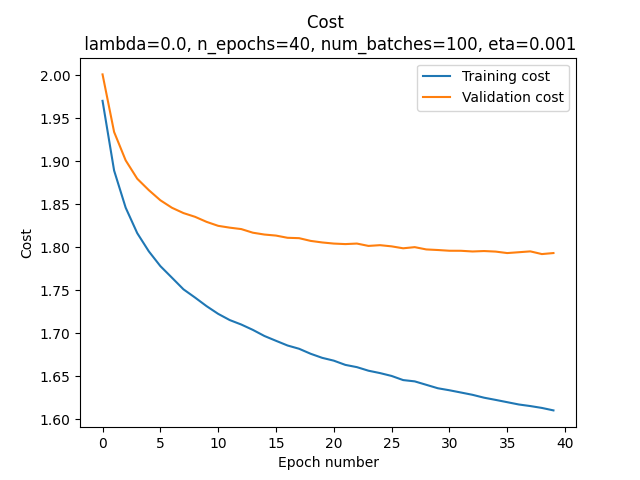 Cost
lambda=0.0, n_epochs=40, num_batches=100, eta=0.001
Training cost
Validation cost
2.00
1.95
1.90
1.85
1.80
1.75
1.70
1.65
1.60
Cost
0 5 10 15 20 25 30 35 40
Epoch number